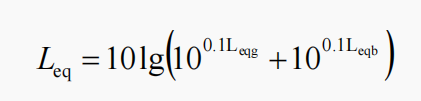 L_eq = 10lg(10^{0.1L_eqg} + 10^{0.1L_eqb})